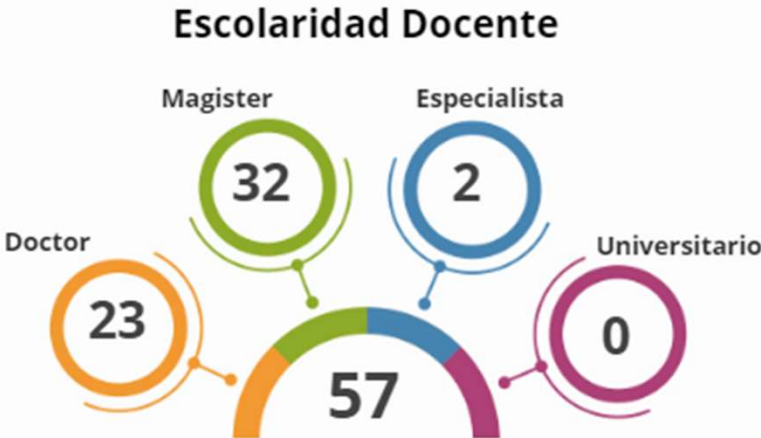 Escolaridad Docente
Magister
Especialista
32
2
Doctor
Universitario
23
0
57